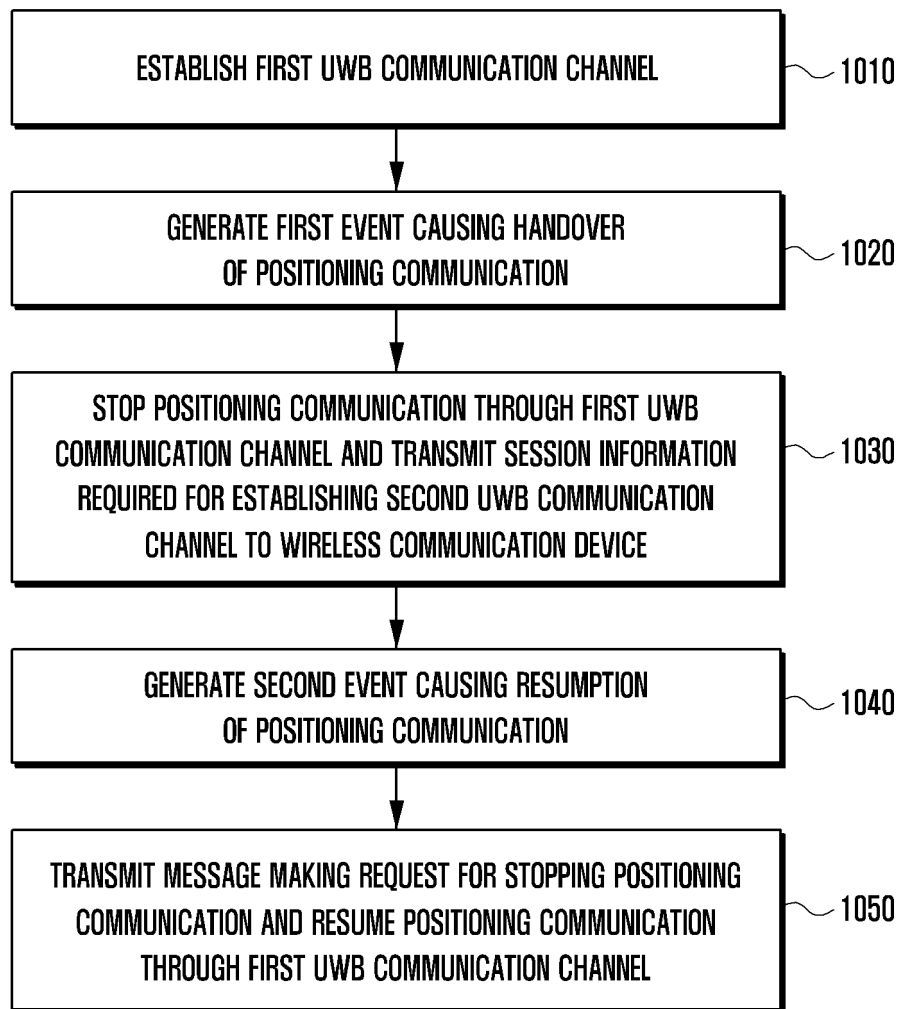 ESTABLISH FIRST UWB COMMUNICATION CHANNEL
1010
GENERATE FIRST EVENT CAUSING HANDOVER
OF POSITIONING COMMUNICATION
1020
STOP POSITIONING COMMUNICATION THROUGH FIRST UWB
COMMUNICATION CHANNEL AND TRANSMIT SESSION INFORMATION
REQUIRED FOR ESTABLISHING SECOND UWB COMMUNICATION
CHANNEL TO WIRELESS COMMUNICATION DEVICE
1030
GENERATE SECOND EVENT CAUSING RESUMPTION
OF POSITIONING COMMUNICATION
1040
TRANSMIT MESSAGE MAKING REQUEST FOR STOPPING POSITIONING
COMMUNICATION AND RESUME POSITIONING COMMUNICATION
THROUGH FIRST UWB COMMUNICATION CHANNEL
1050